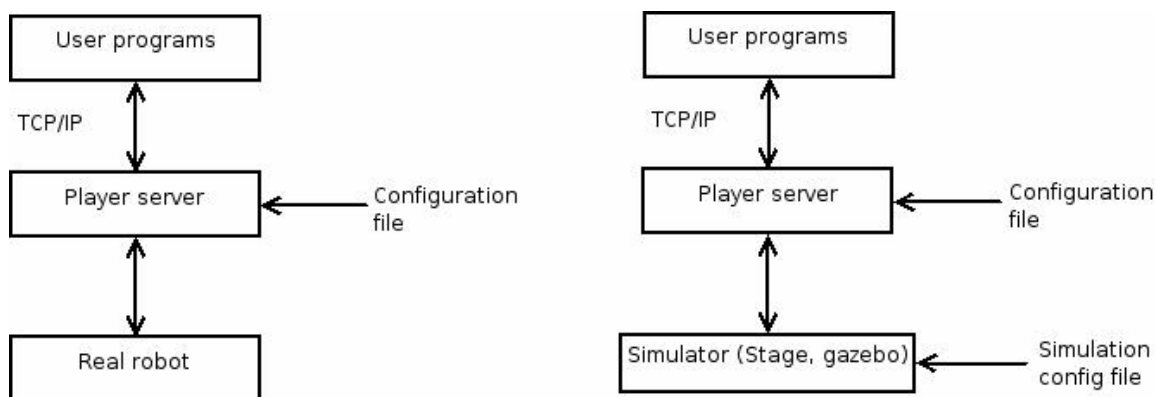 User programs
TCP/IP
Player server
Configuration
file
Real robot
User programs
TCP/IP
Player server
Configuration
file
Simulator (Stage, gazebo)
Simulation
config file